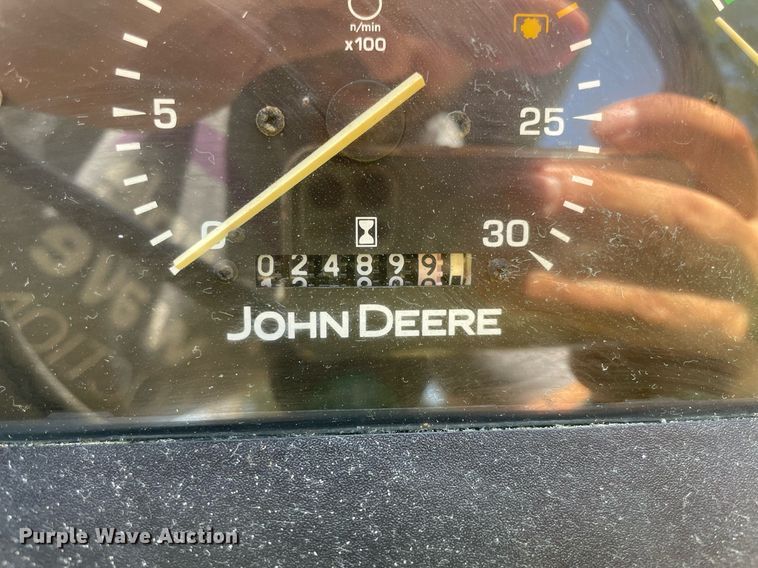 n/min
x100
5
25
0
30
024899
JOHN DEERE
Purple Wave Auction